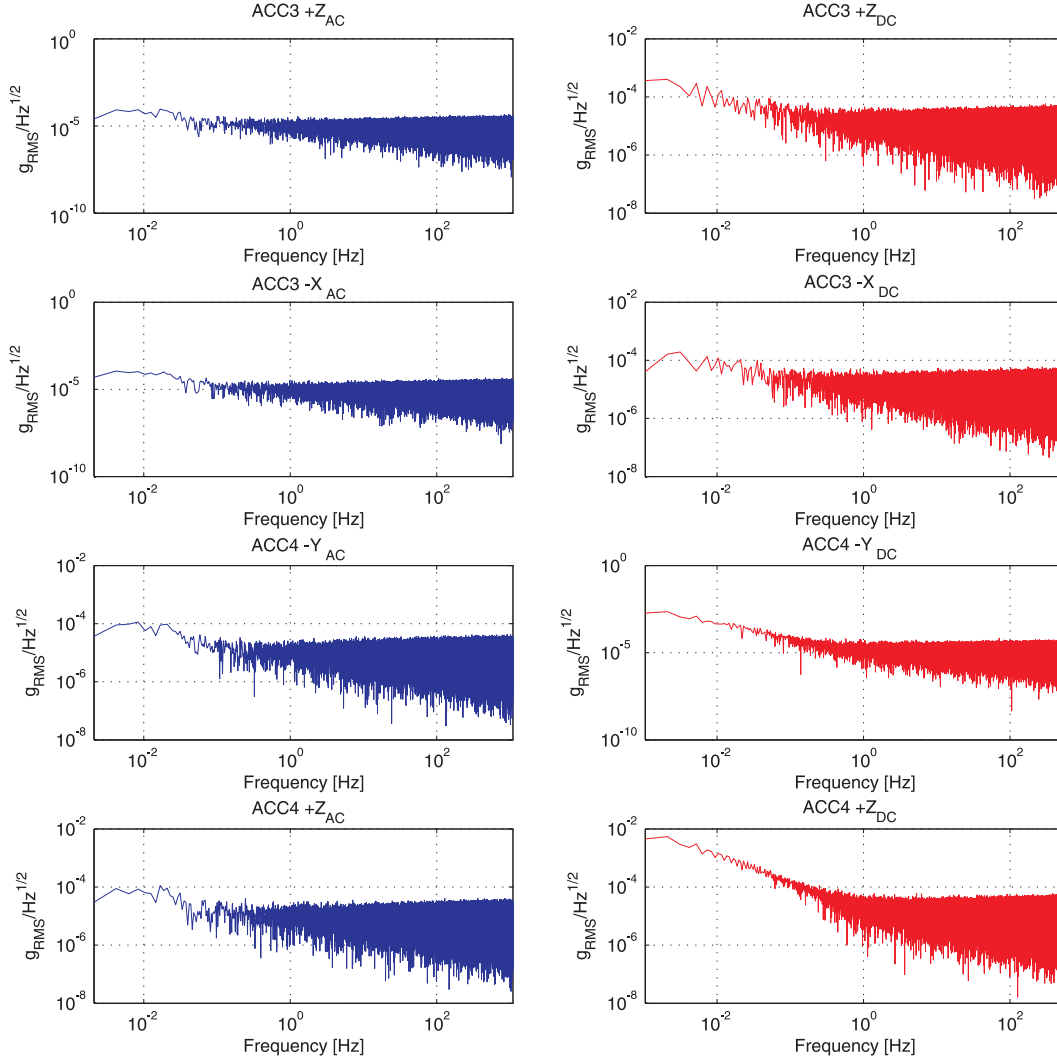 ACC3 +Z_AC
10^0
10^-5
10^-10
g_RMS/Hz^1/2
10^-2 10^0 10^2
Frequency [Hz]
ACC3 +Z_DC
10^-2
10^-4
10^-6
10^-8
g_RMS/Hz^1/2
10^-2 10^0 10^2
Frequency [Hz]
ACC3 -X_AC
10^0
10^-5
10^-10
g_RMS/Hz^1/2
10^-2 10^0 10^2
Frequency [Hz]
ACC3 -X_DC
10^-2
10^-4
10^-6
10^-8
g_RMS/Hz^1/2
10^-2 10^0 10^2
Frequency [Hz]
ACC4 -Y_AC
10^-2
10^-4
10^-6
10^-8
g_RMS/Hz^1/2
10^-2 10^0 10^2
Frequency [Hz]
ACC4 -Y_DC
10^0
10^-5
10^-10
g_RMS/Hz^1/2
10^-2 10^0 10^2
Frequency [Hz]
ACC4 +Z_AC
10^-2
10^-4
10^-6
10^-8
g_RMS/Hz^1/2
10^-2 10^0 10^2
Frequency [Hz]
ACC4 +Z_DC
10^-2
10^-4
10^-6
10^-8
g_RMS/Hz^1/2
10^-2 10^0 10^2
Frequency [Hz]